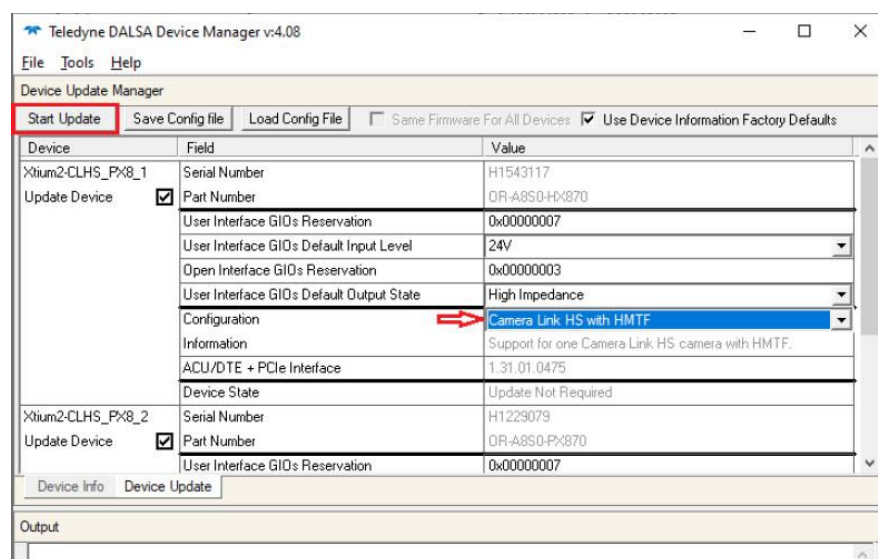 Teledyne DALSA Device Manager v:4.08
File Tools Help
Device Update Manager
Start Update Save Config file Load Config File Same Firmware For All Devices Use Device Information Factory Defaults
Device Field Value
Xtium2-CLHS_PX8_1 Serial Number H1543117
Update Device Part Number OR-A8S0-HX870
User Interface GIOs Reservation 0x00000007
User Interface GIOs Default Input Level 24V
Open Interface GIOs Reservation 0x00000003
User Interface GIOs Default Output State High Impedance
Configuration Camera Link HS with HMTF
Information Support for one Camera Link HS camera with HMTF.
ACU/DTE + PCIe Interface 1.31.01.0475
Device State Update Not Required
Xtium2-CLHS_PX8_2 Serial Number H1229079
Update Device Part Number OR-A8S0-PX870
User Interface GIOs Reservation 0x00000007
Device Info Device Update
Output